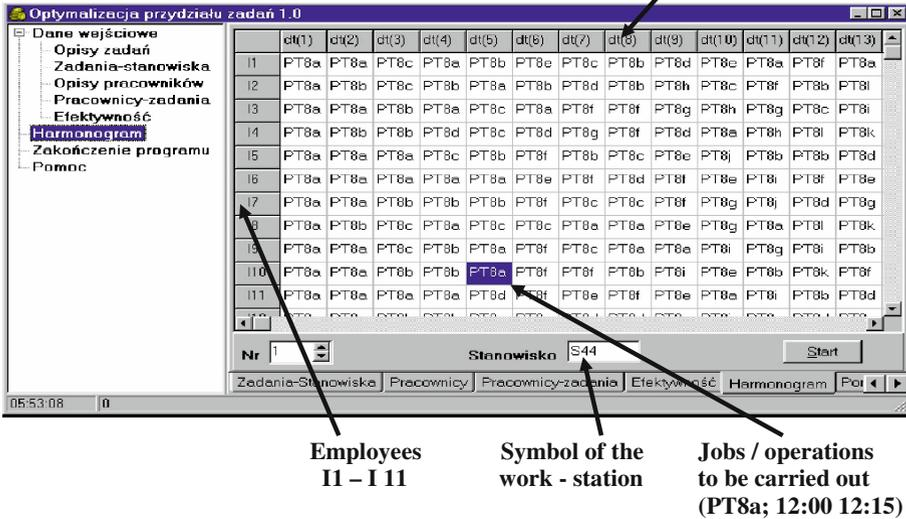 Optymalizacja przydziału zadań 1.0
Dane wejściowe
Opisy zadań
Zadania-stanowiska
Opisy pracowników
Pracownicy-zadania
Efektywność
Harmonogram
Zakończenie programu
Pomoc
dt(1) dt(2) dt(3) dt(4) dt(5) dt(6) dt(7) dt(8) dt(9) dt(10) dt(11) dt(12) dt(13)
I1 PT8a PT8a PT8c PT8a PT8b PT8e PT8c PT8b PT8d PT8e PT8a PT8f PT8a
I2 PT8a PT8b PT8c PT8b PT8a PT8b PT8d PT8b PT8h PT8c PT8f PT8b PT8l
I3 PT8a PT8a PT8b PT8a PT8c PT8a PT8f PT8f PT8g PT8h PT8g PT8c PT8i
I4 PT8a PT8b PT8b PT8d PT8c PT8d PT8g PT8f PT8d PT8a PT8h PT8l PT8k
I5 PT8a PT8a PT8a PT8c PT8b PT8f PT8b PT8c PT8e PT8j PT8b PT8b PT8d
I6 PT8a PT8a PT8a PT8a PT8a PT8e PT8f PT8d PT8f PT8e PT8i PT8f PT8e
I7 PT8a PT8b PT8c PT8b PT8c PT8b PT8f PT8c PT8f PT8g PT8j PT8d PT8g
PT8a PT8b PT8c PT8a PT8b PT8c PT8a PT8a PT8e PT8g PT8a PT8l PT8k
I9 PT8a PT8a PT8c PT8b PT8a PT8f PT8c PT8a PT8a PT8i PT8g PT8i PT8b
I10 PT8a PT8a PT8b PT8b PT8a PT8f PT8f PT8b PT8i PT8e PT8b PT8k PT8f
I11 PT8a PT8a PT8a PT8a PT8d PT8f PT8e PT8f PT8e PT8a PT8i PT8b PT8d
Nr 1 Stanowisko S44 Start
Zadania-Stanowiska Pracownicy Pracownicy-zadania Efektywność Harmonogram
05:53:08 0
Employees
I1 – I 11
Symbol of the
work - station
Jobs / operations
to be carried out
(PT8a; 12:00 12:15)